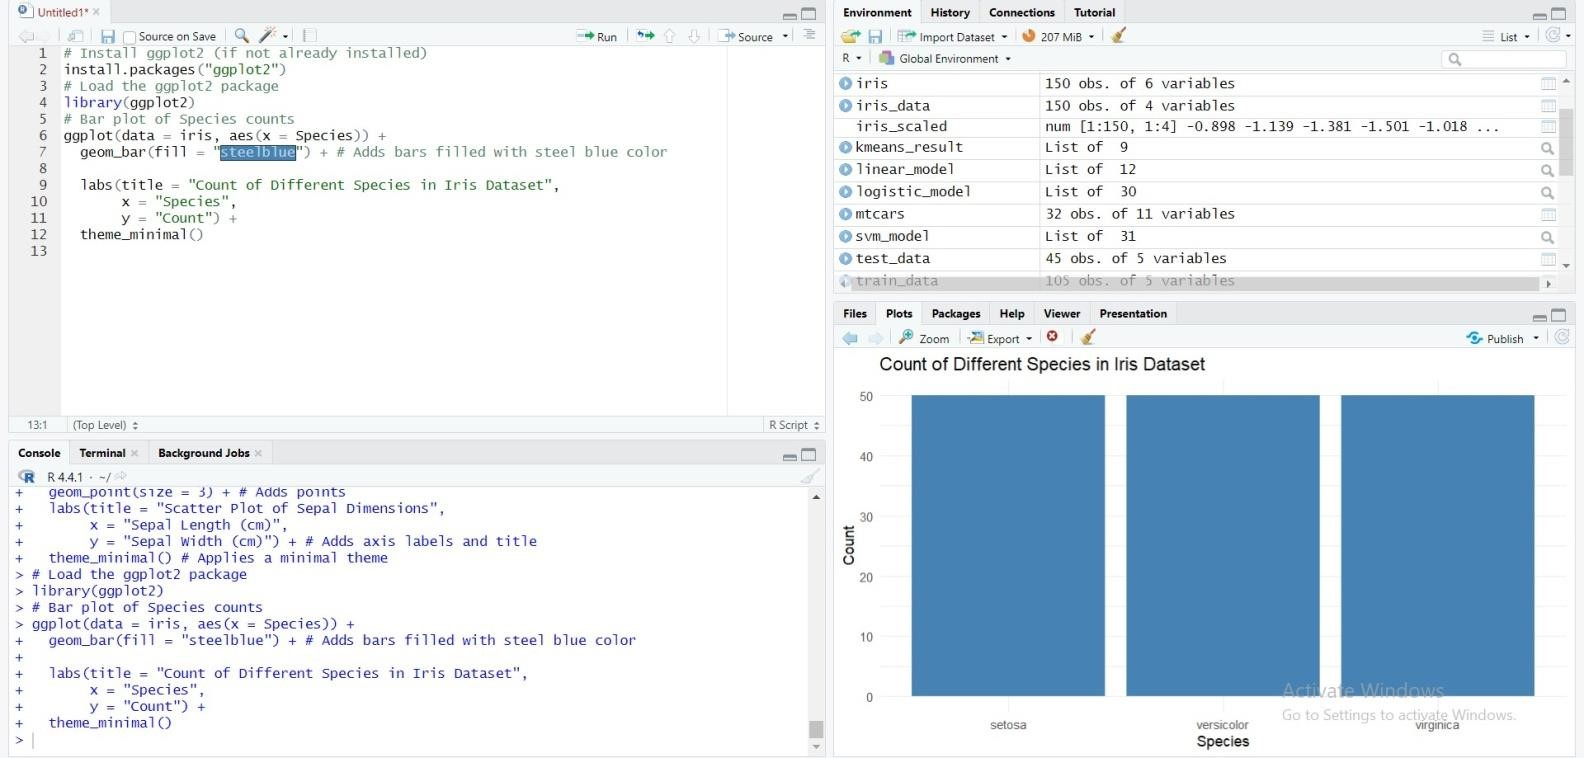 Untitled1*
Source on Save
Run
Source
1 # Install ggplot2 (if not already installed)
2 install.packages("ggplot2")
3 # Load the ggplot2 package
4 library(ggplot2)
5 # Bar plot of Species counts
6 ggplot(data = iris, aes(x = Species)) +
7   geom_bar(fill = "steelblue") + # Adds bars filled with steel blue color
8
9   labs(title = "Count of Different Species in Iris Dataset",
10        x = "Species",
11        y = "Count") +
12   theme_minimal()
13
13:1 (Top Level) R Script
Console Terminal Background Jobs
R 4.4.1 · ~/
+   geom_point(size = 3) + # Adds points
+   labs(title = "Scatter Plot of Sepal Dimensions",
+        x = "Sepal Length (cm)",
+        y = "Sepal Width (cm)") + # Adds axis labels and title
+   theme_minimal() # Applies a minimal theme
> # Load the ggplot2 package
> library(ggplot2)
> # Bar plot of Species counts
> ggplot(data = iris, aes(x = Species)) +
+   geom_bar(fill = "steelblue") + # Adds bars filled with steel blue color
+
+   labs(title = "Count of Different Species in Iris Dataset",
+        x = "Species",
+        y = "Count") +
+   theme_minimal()
>
Environment History Connections Tutorial
Import Dataset 207 MiB List
R Global Environment
iris 150 obs. of 6 variables
iris_data 150 obs. of 4 variables
iris_scaled num [1:150, 1:4] -0.898 -1.139 -1.381 -1.501 -1.018 ...
kmeans_result List of 9
linear_model List of 12
logistic_model List of 30
mtcars 32 obs. of 11 variables
svm_model List of 31
test_data 45 obs. of 5 variables
train_data 105 obs. of 5 variables
Files Plots Packages Help Viewer Presentation
Zoom Export Publish
Count of Different Species in Iris Dataset
50
40
30
20
10
0
Count
setosa versicolor virginica
Species
Activate Windows
Go to Settings to activate Windows.